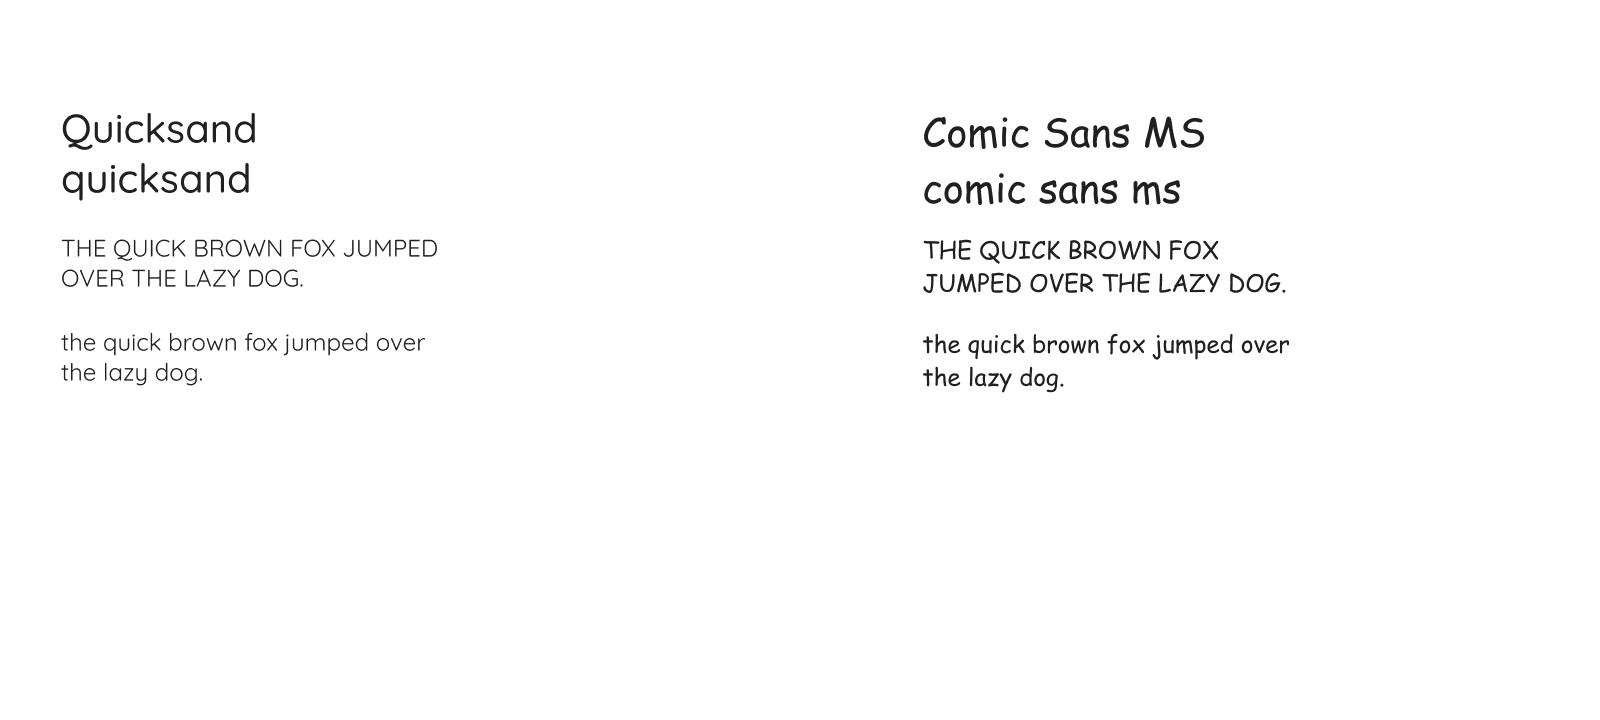 Quicksand
quicksand
THE QUICK BROWN FOX JUMPED
OVER THE LAZY DOG.
the quick brown fox jumped over
the lazy dog.
Comic Sans MS
comic sans ms
THE QUICK BROWN FOX
JUMPED OVER THE LAZY DOG.
the quick brown fox jumped over
the lazy dog.